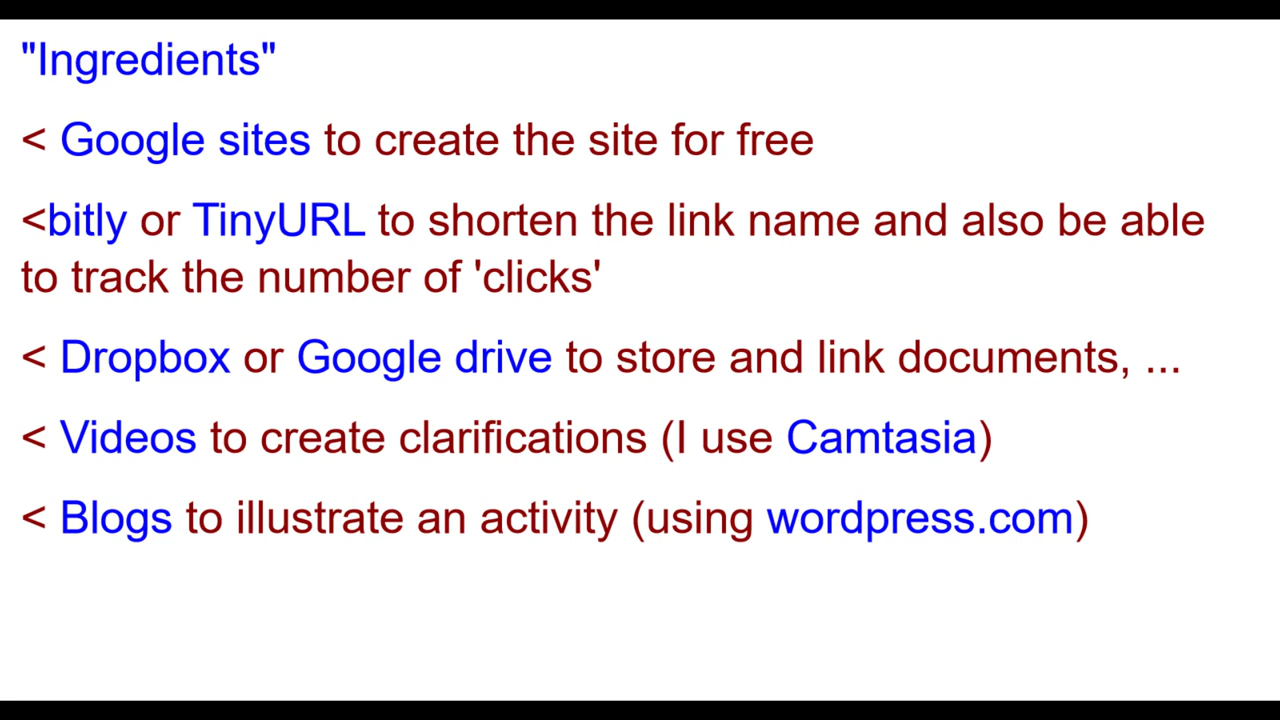 "Ingredients"
< Google sites to create the site for free
<bitly or TinyURL to shorten the link name and also be able
to track the number of 'clicks'
< Dropbox or Google drive to store and link documents, ...
< Videos to create clarifications (I use Camtasia)
< Blogs to illustrate an activity (using wordpress.com)